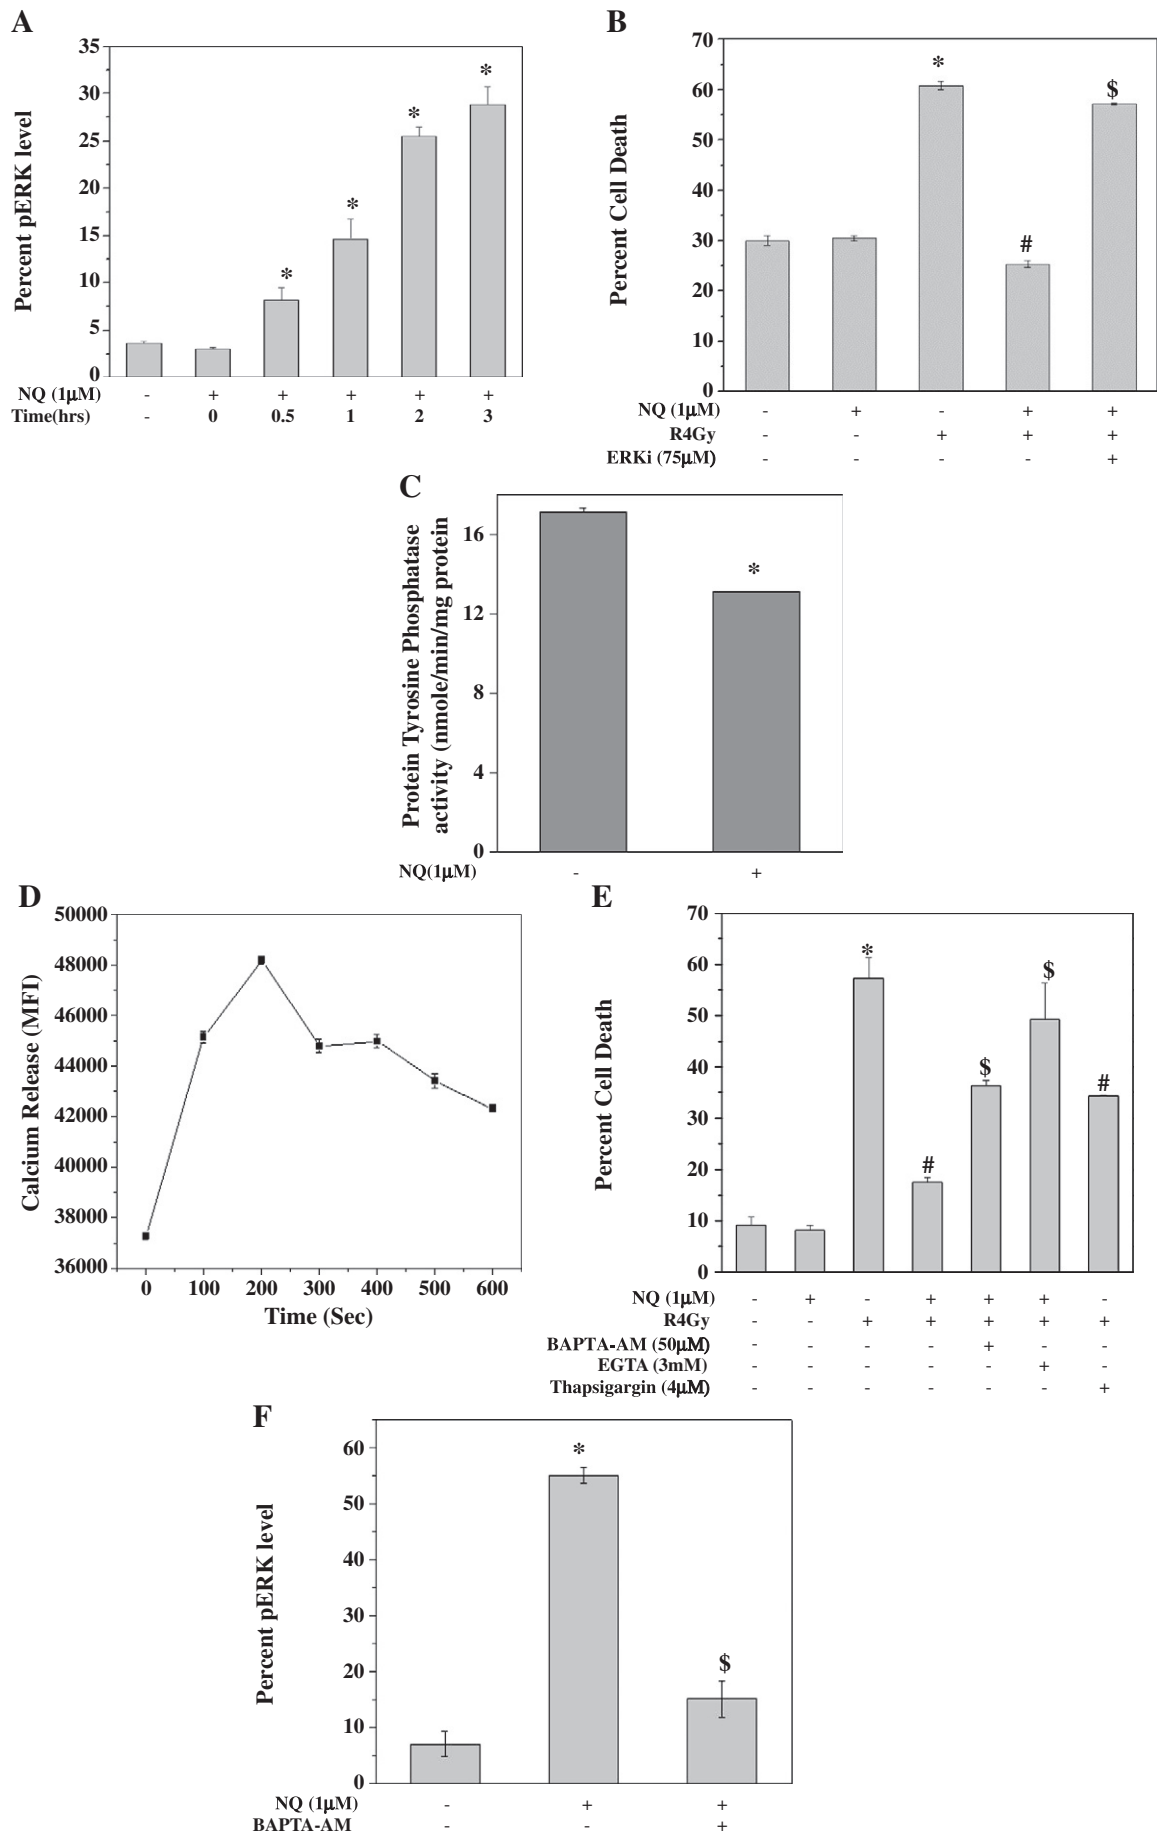 A
35
30
25
20
15
10
5
0
Percent pERK level
* * * * *
NQ (1μM) - + + + + +
Time(hrs) - 0 0.5 1 2 3
B
70
60
50
40
30
20
10
0
Percent Cell Death
* # $
NQ (1μM) - + - + +
R4Gy - - + + +
ERKi (75μM) - - - - +
C
16
12
8
4
0
Protein Tyrosine Phosphatase
activity (nmole/min/mg protein
*
NQ(1μM) - +
D
50000
48000
46000
44000
42000
40000
38000
36000
Calcium Release (MFI)
0 100 200 300 400 500 600
Time (Sec)
E
70
60
50
40
30
20
10
0
Percent Cell Death
* # $ $ #
NQ (1μM) - + - + + + -
R4Gy - - + + + + +
BAPTA-AM (50μM) - - - - + - -
EGTA (3mM) - - - - - + -
Thapsigargin (4μM) - - - - - - +
F
60
50
40
30
20
10
0
Percent pERK level
* $
NQ (1μM) - + +
BAPTA-AM - - +